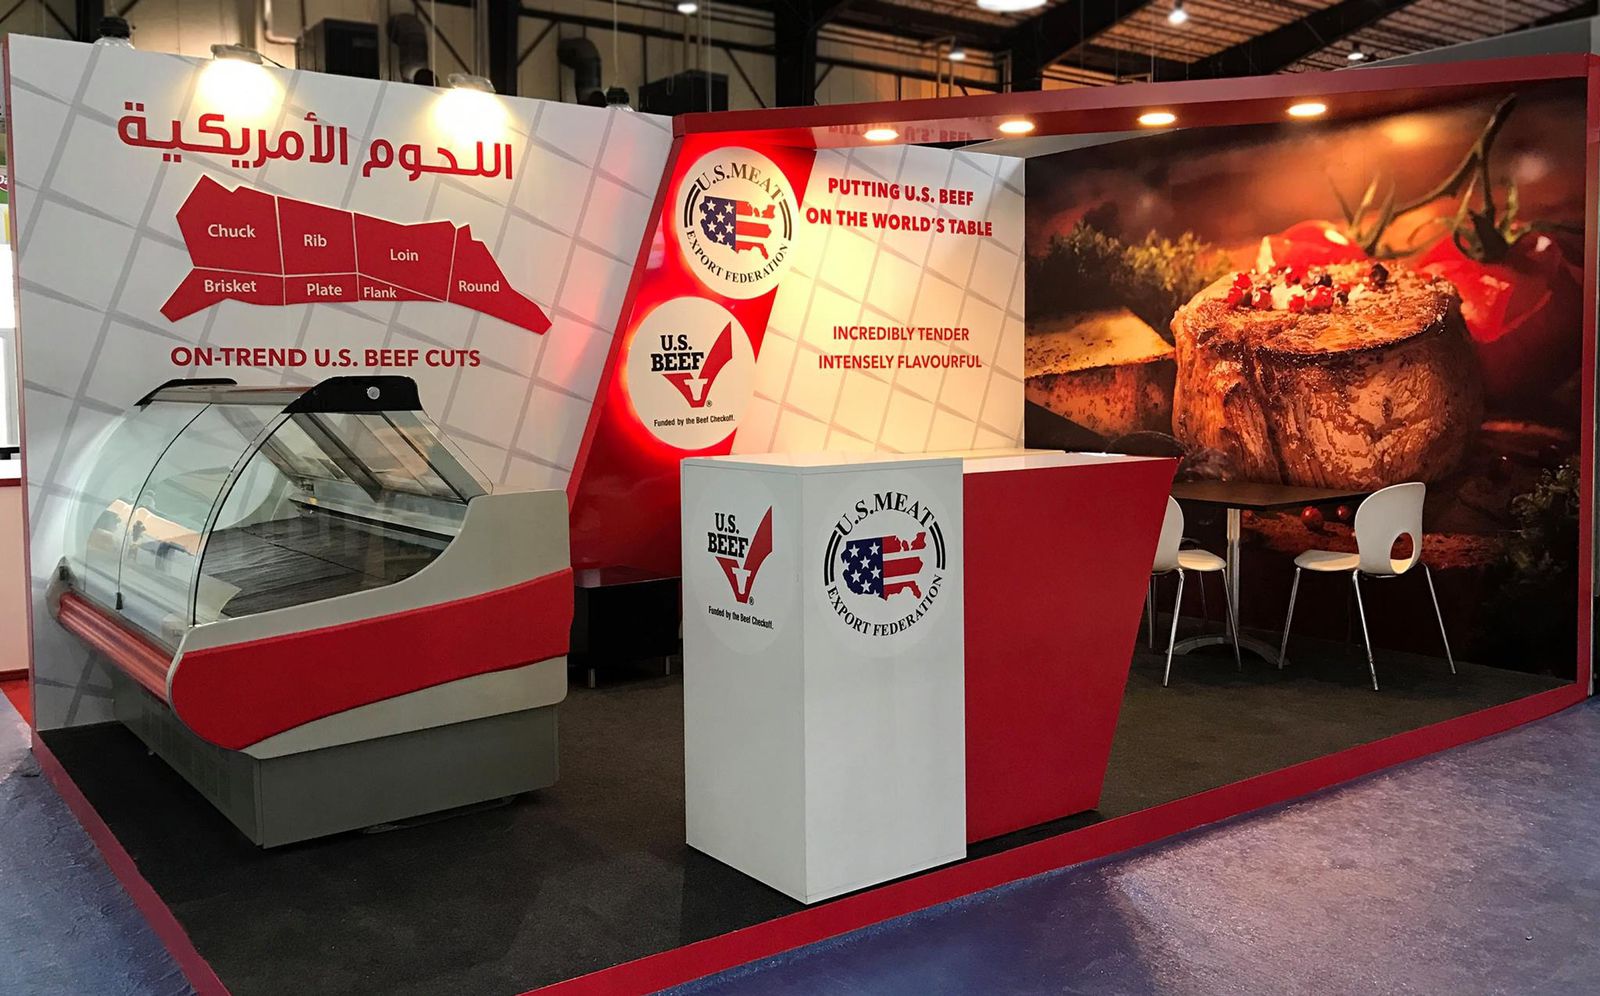 اللحوم الأمريكية
Chuck
Rib
Loin
Round
Brisket
Plate
Flank
ON-TREND U.S. BEEF CUTS
U.S.MEAT
EXPORT FEDERATION
PUTTING U.S. BEEF
ON THE WORLD'S TABLE
U.S.
BEEF
®
Funded by the Beef Checkoff.
INCREDIBLY TENDER
INTENSELY FLAVOURFUL
U.S.
BEEF
®
Funded by the Beef Checkoff.
U.S.MEAT
EXPORT FEDERATION